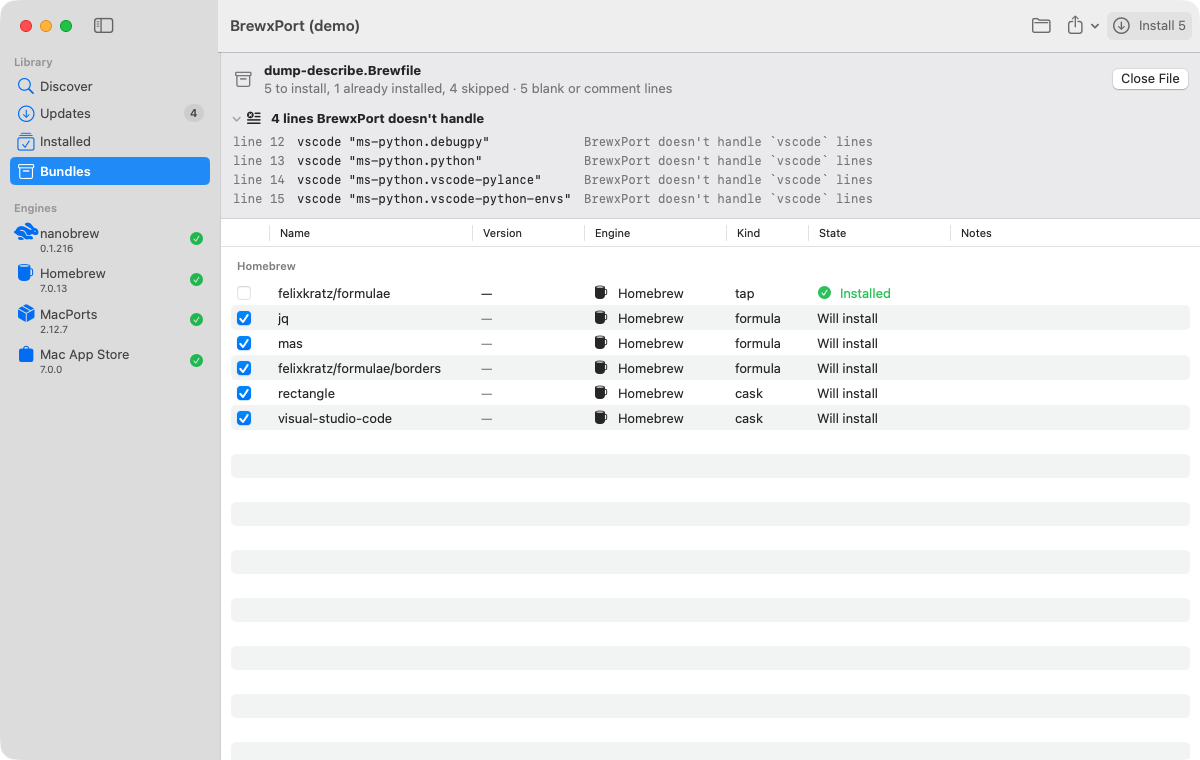 BrewxPort (demo)
Install 5
Library
Discover
Updates 4
Installed
Bundles
Engines
nanobrew
0.1.216
Homebrew
7.0.13
MacPorts
2.12.7
Mac App Store
7.0.0
dump-describe.Brewfile
5 to install, 1 already installed, 4 skipped · 5 blank or comment lines
Close File
4 lines BrewxPort doesn't handle
line 12 vscode "ms-python.debugpy" BrewxPort doesn't handle `vscode` lines
line 13 vscode "ms-python.python" BrewxPort doesn't handle `vscode` lines
line 14 vscode "ms-python.vscode-pylance" BrewxPort doesn't handle `vscode` lines
line 15 vscode "ms-python.vscode-python-envs" BrewxPort doesn't handle `vscode` lines
Name Version Engine Kind State Notes
Homebrew
felixkratz/formulae — Homebrew tap Installed
jq — Homebrew formula Will install
mas — Homebrew formula Will install
felixkratz/formulae/borders — Homebrew formula Will install
rectangle — Homebrew cask Will install
visual-studio-code — Homebrew cask Will install